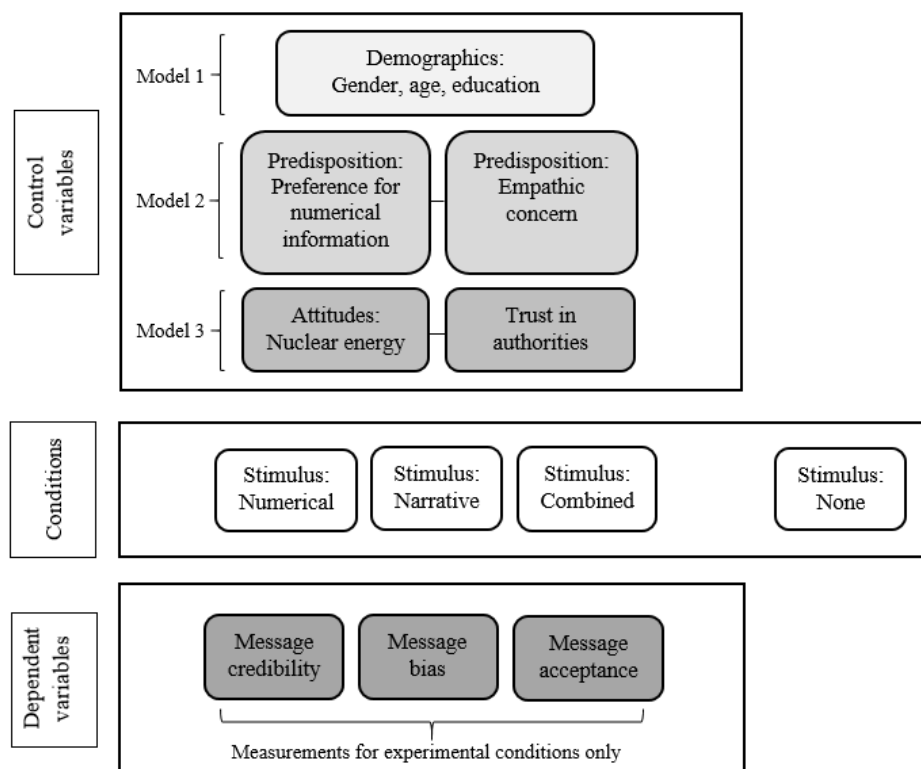 Control
variables
Model 1
Demographics:
Gender, age, education
Model 2
Predisposition:
Preference for
numerical
information
Predisposition:
Empathic
concern
Model 3
Attitudes:
Nuclear energy
Trust in
authorities
Conditions
Stimulus:
Numerical
Stimulus:
Narrative
Stimulus:
Combined
Stimulus:
None
Dependent
variables
Message
credibility
Message
bias
Message
acceptance
Measurements for experimental conditions only